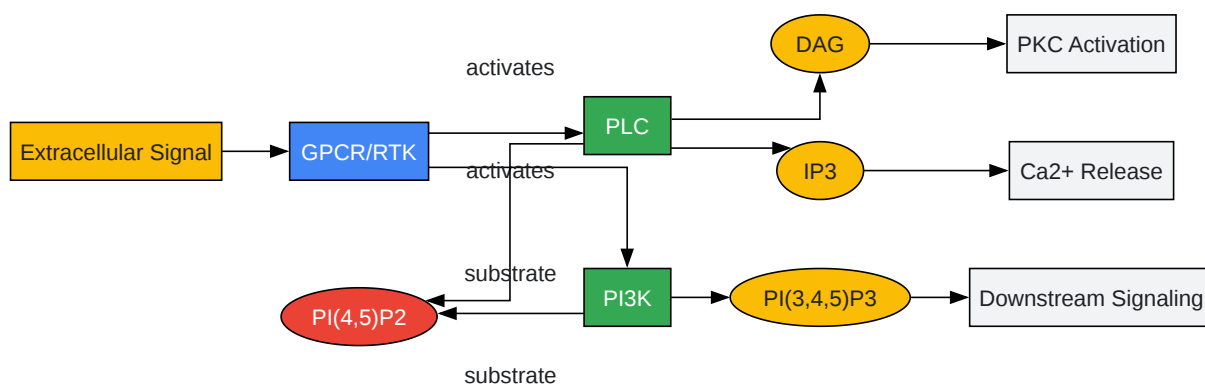 DAG
PKC Activation
activates
PLC
Extracellular Signal
GPCR/RTK
activates
IP3
Ca2+ Release
substrate
PI3K
PI(3,4,5)P3
Downstream Signaling
PI(4,5)P2
substrate